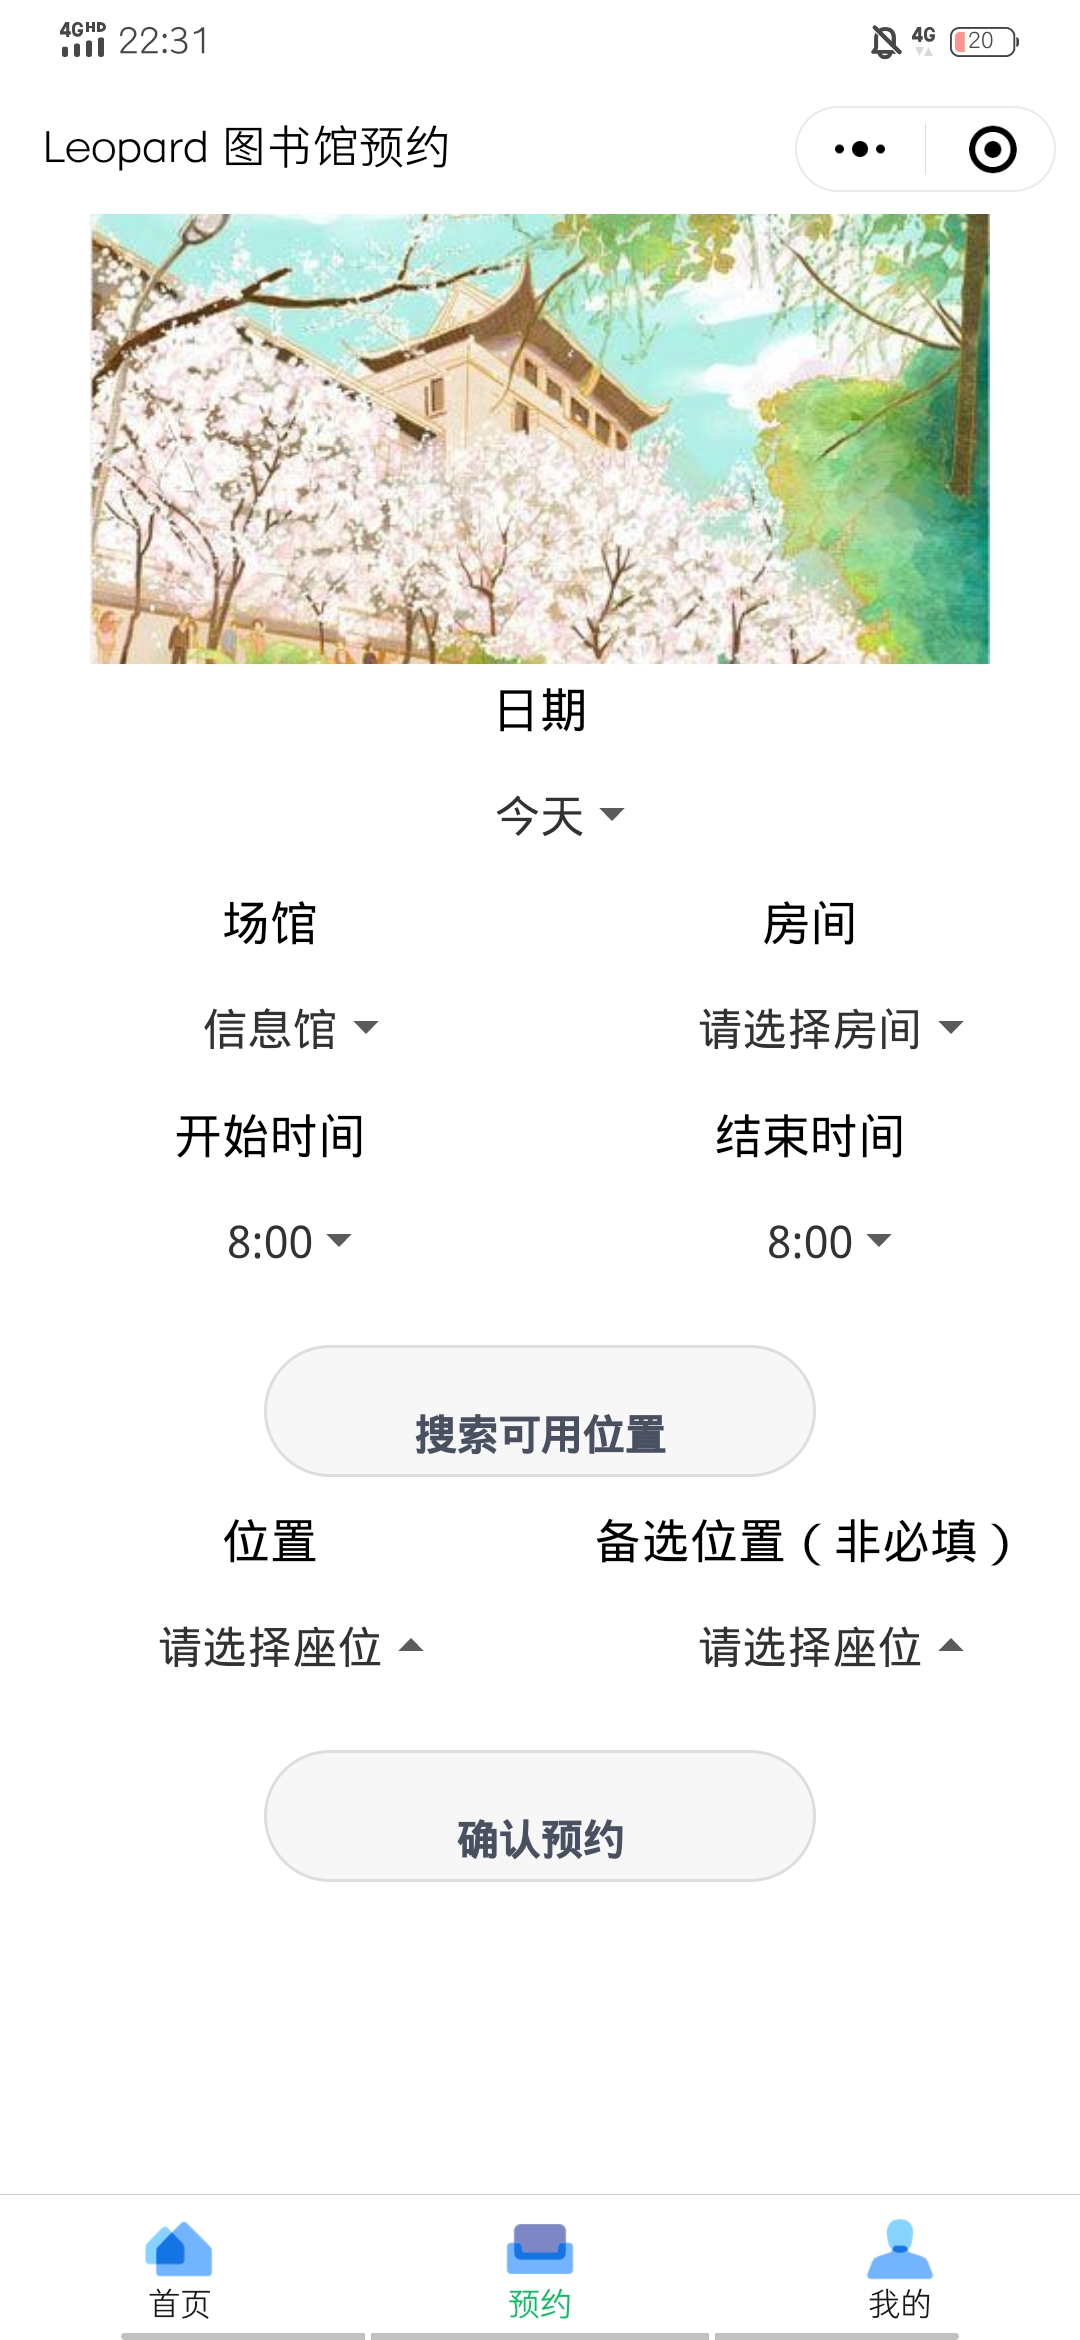 4GHD 22:31 4G 20
Leopard 图书馆预约
日期
今天
场馆 房间
信息馆 请选择房间
开始时间 结束时间
8:00 8:00
搜索可用位置
位置 备选位置（非必填）
请选择座位 请选择座位
确认预约
首页 预约 我的